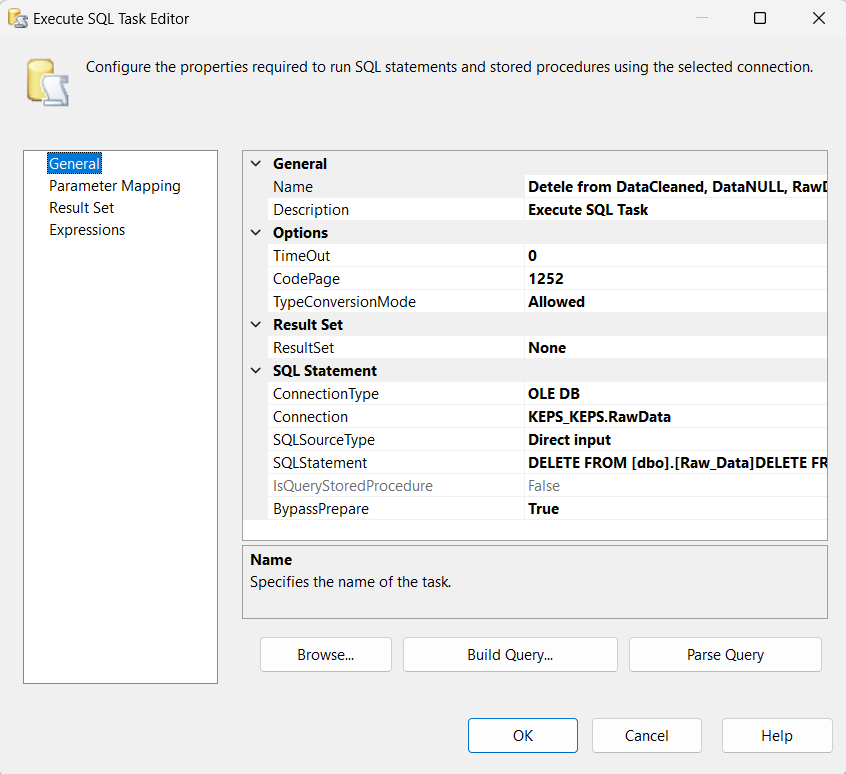 Execute SQL Task Editor
Configure the properties required to run SQL statements and stored procedures using the selected connection.
General
Parameter Mapping
Result Set
Expressions
General
Name Detele from DataCleaned, DataNULL, RawD
Description Execute SQL Task
Options
TimeOut 0
CodePage 1252
TypeConversionMode Allowed
Result Set
ResultSet None
SQL Statement
ConnectionType OLE DB
Connection KEPS_KEPS.RawData
SQLSourceType Direct input
SQLStatement DELETE FROM [dbo].[Raw_Data]DELETE FR
IsQueryStoredProcedure False
BypassPrepare True
Name
Specifies the name of the task.
Browse... Build Query... Parse Query
OK Cancel Help